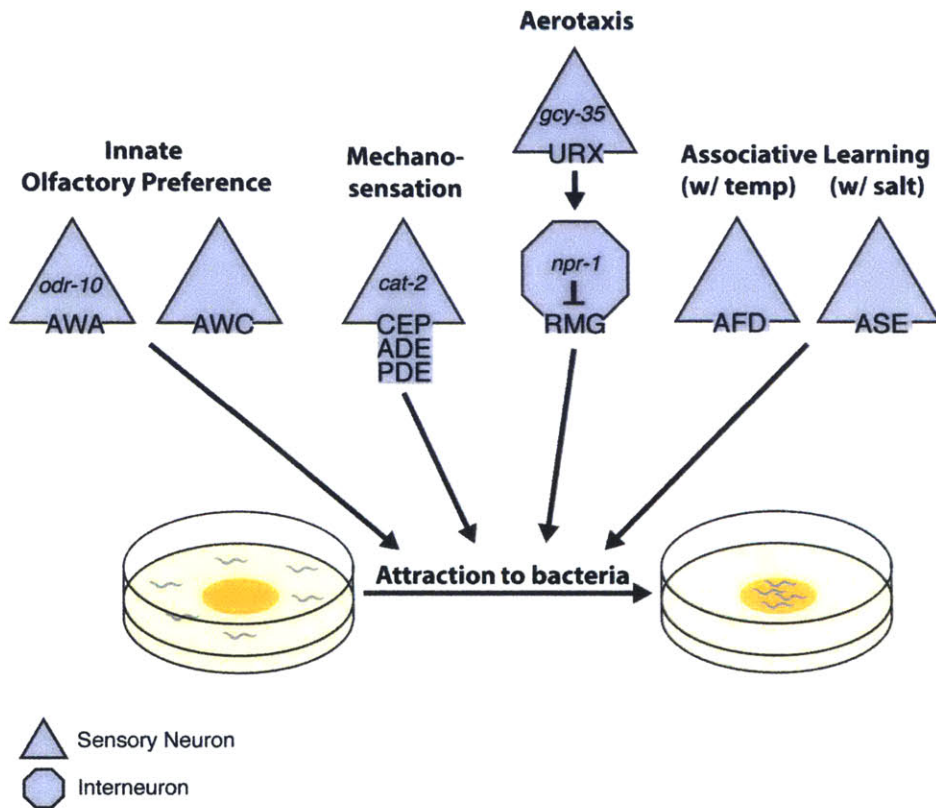 Aerotaxis
gcy-35
URX
Innate
Olfactory Preference
Mechano-
sensation
Associative Learning
(w/ temp) (w/ salt)
odr-10
AWA
AWC
cat-2
CEP
ADE
PDE
npr-1
RMG
AFD
ASE
Attraction to bacteria
Sensory Neuron
Interneuron